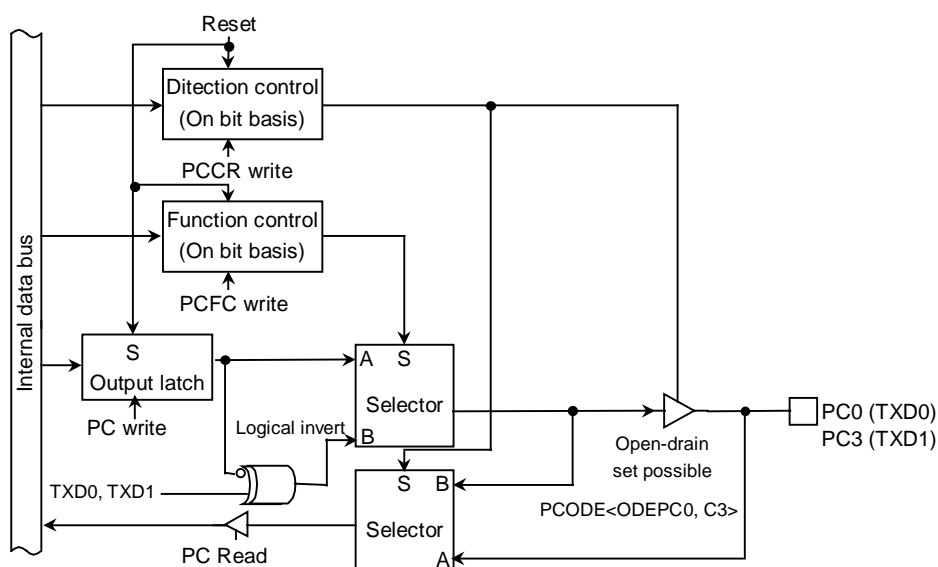 Reset
Ditection control
(On bit basis)
PCCR write
Function control
(On bit basis)
PCFC write
Internal data bus
S
Output latch
PC write
A S
Selector
B
Logical invert
TXD0, TXD1
S B
Selector
A
PC Read
Open-drain
set possible
PCODE<ODEPC0, C3>
PC0 (TXD0)
PC3 (TXD1)